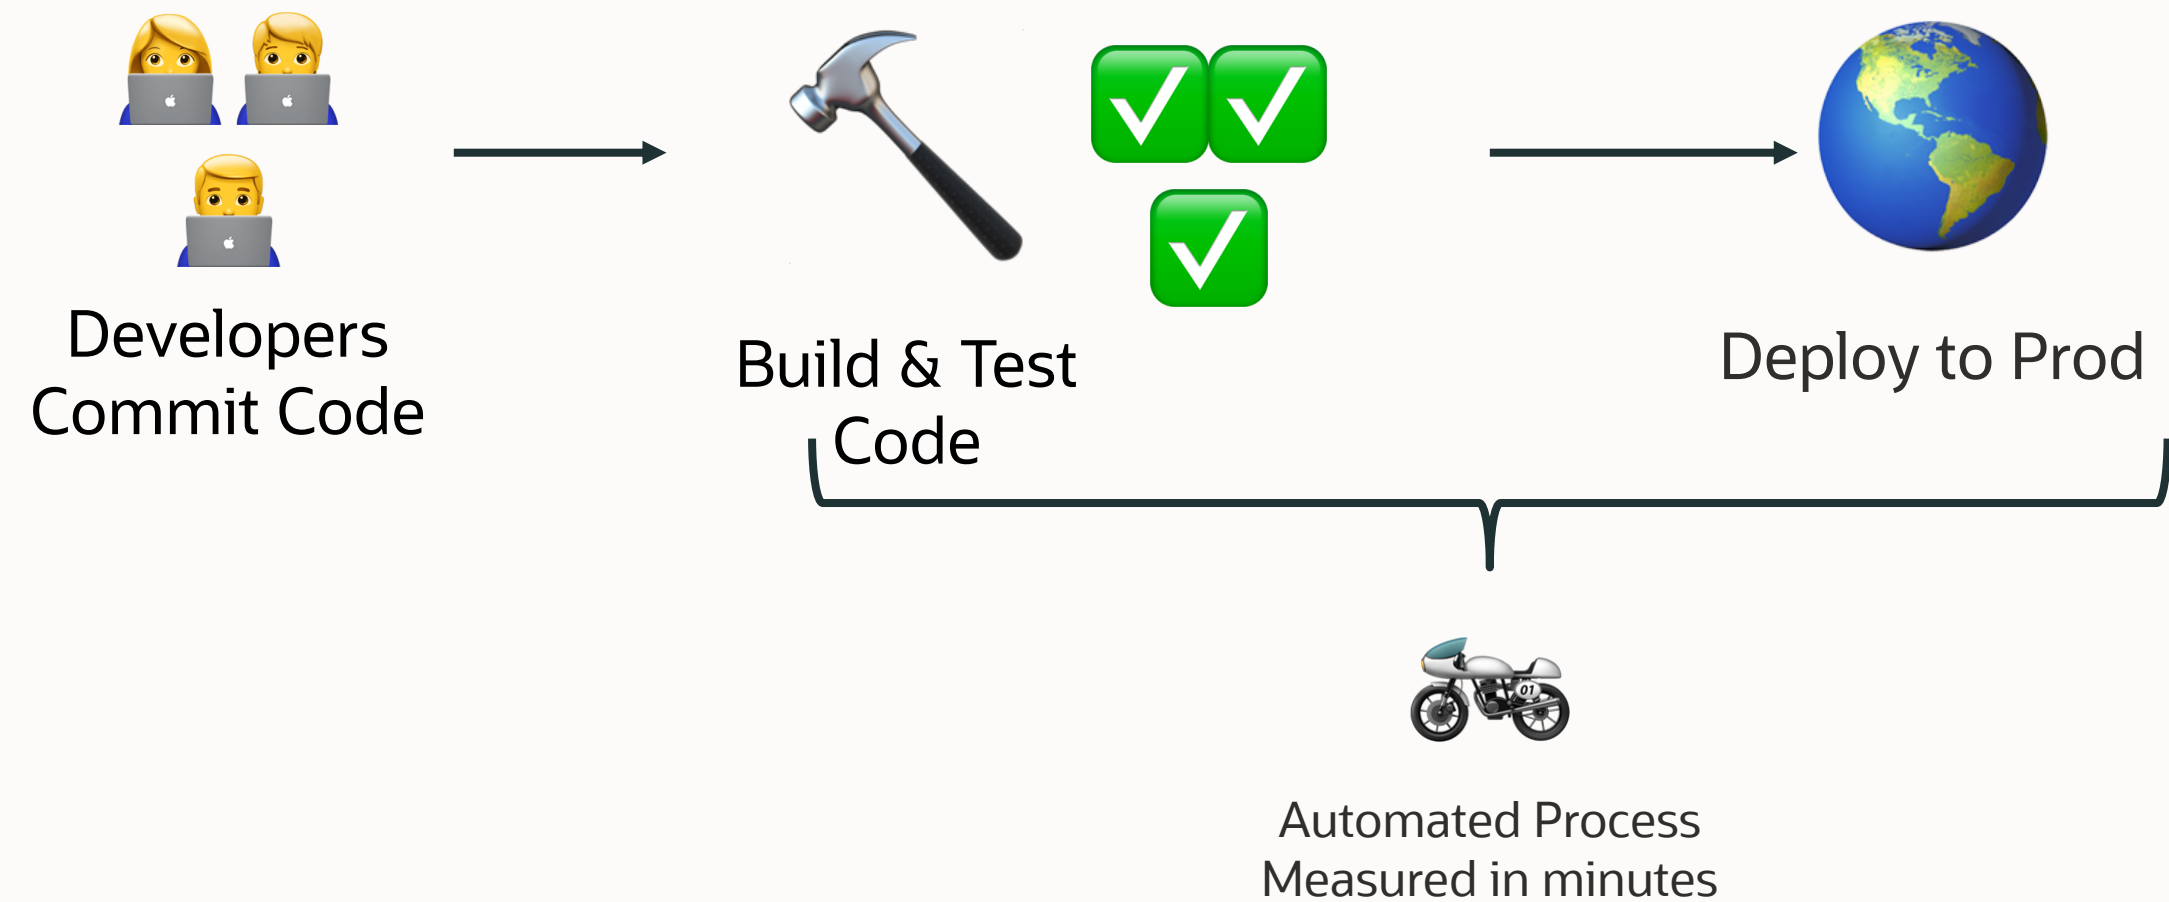 Developers
Commit Code
Build & Test
Code
Deploy to Prod
01
Automated Process
Measured in minutes